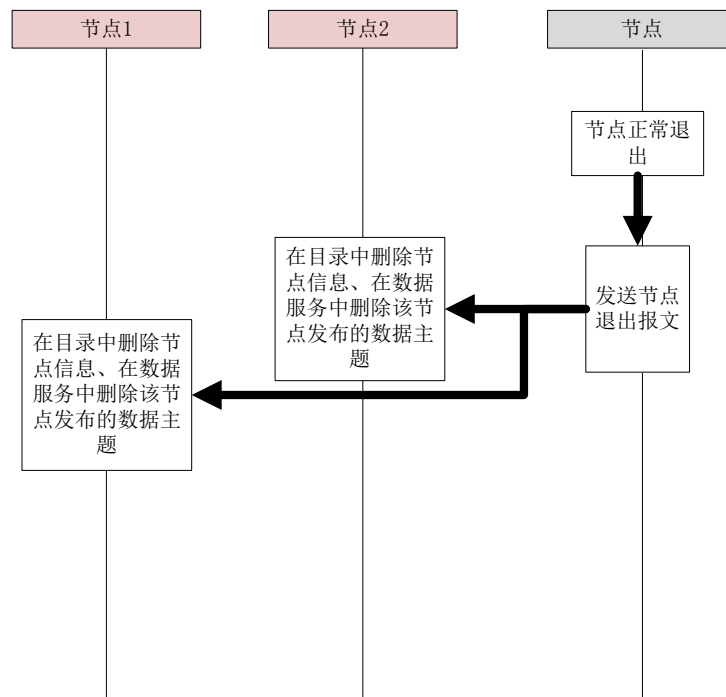 节点1
节点2
节点
节点正常退
出
在目录中删除节
点信息、在数据
服务中删除该节
点发布的数据主
题
发送节点
退出报文
在目录中删除节
点信息、在数据
服务中删除该节
点发布的数据主
题